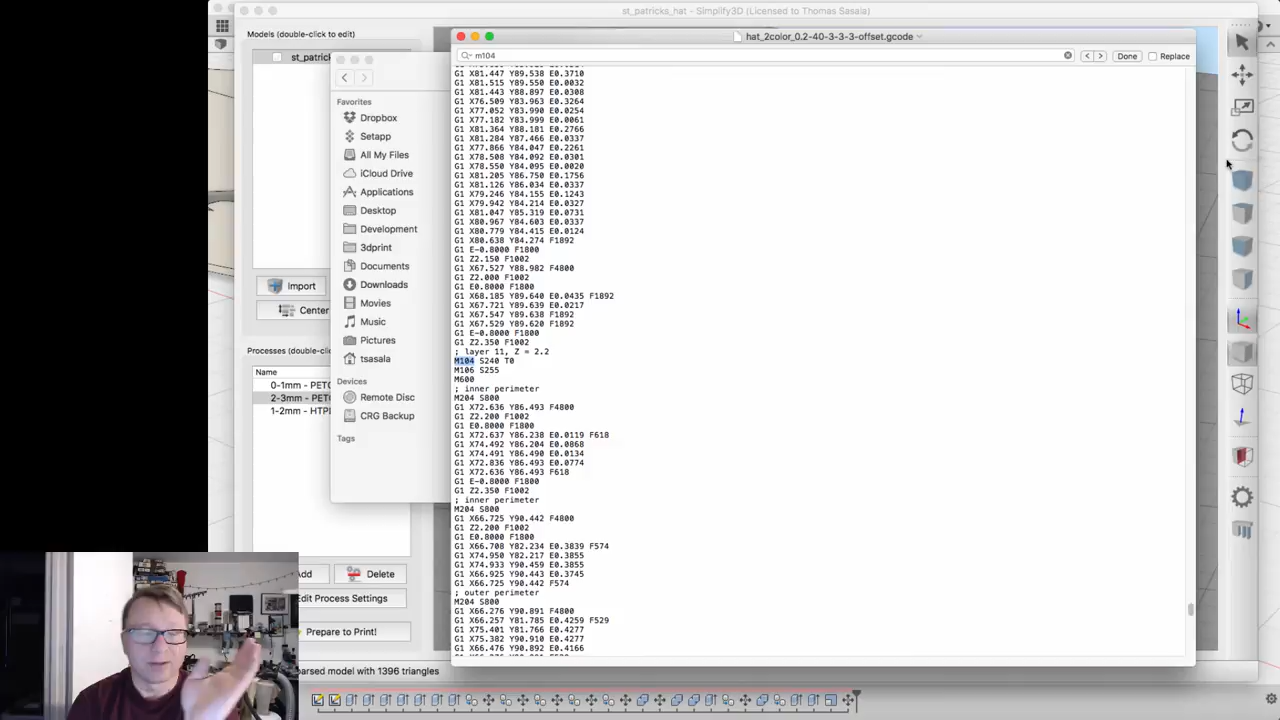 st_patricks_hat - Simplify3D (Licensed to Thomas Sasala)
Models (double-click to edit)
st_patrick
Import
Center
Processes (double-click
Name
0-1mm - PETG
2-3mm - PETG
1-2mm - HTPL
Add
Delete
Edit Process Settings
Prepare to Print!
parsed model with 1396 triangles
Favorites
Dropbox
Setapp
All My Files
iCloud Drive
Applications
Desktop
Development
3dprint
Documents
Downloads
Movies
Music
Pictures
tsasala
Devices
Remote Disc
CRG Backup
Tags
hat_2color_0.2-40-3-3-3-offset.gcode
m104
Done
Replace
G1 X81.447 Y89.538 E0.3710
G1 X81.515 Y89.550 E0.0032
G1 X81.443 Y88.897 E0.0308
G1 X76.509 Y83.963 E0.3264
G1 X77.052 Y83.990 E0.0254
G1 X77.182 Y83.999 E0.0061
G1 X81.364 Y88.181 E0.2766
G1 X81.284 Y87.466 E0.0337
G1 X77.866 Y84.047 E0.2261
G1 X78.508 Y84.092 E0.0301
G1 X78.550 Y84.095 E0.0020
G1 X81.205 Y86.750 E0.1756
G1 X81.126 Y86.034 E0.0337
G1 X79.246 Y84.155 E0.1243
G1 X79.942 Y84.214 E0.0327
G1 X81.047 Y85.319 E0.0731
G1 X80.967 Y84.603 E0.0337
G1 X80.779 Y84.415 E0.0124
G1 X80.638 Y84.274 F1892
G1 E-0.8000 F1800
G1 Z2.150 F1002
G1 X67.527 Y88.982 F4800
G1 Z2.000 F1002
G1 E0.8000 F1800
G1 X68.185 Y89.640 E0.0435 F1892
G1 X67.721 Y89.639 E0.0217
G1 X67.547 Y89.638 F1892
G1 X67.529 Y89.620 F1892
G1 E-0.8000 F1800
G1 Z2.350 F1002
; layer 11, Z = 2.2
M104 S240 T0
M106 S255
M600
; inner perimeter
M204 S800
G1 X72.636 Y86.493 F4800
G1 Z2.200 F1002
G1 E0.8000 F1800
G1 X72.637 Y86.238 E0.0119 F618
G1 X74.492 Y86.204 E0.0868
G1 X74.491 Y86.490 E0.0134
G1 X72.836 Y86.493 E0.0774
G1 X72.636 Y86.493 F618
G1 E-0.8000 F1800
G1 Z2.350 F1002
; inner perimeter
M204 S800
G1 X66.725 Y90.442 F4800
G1 Z2.200 F1002
G1 E0.8000 F1800
G1 X66.708 Y82.234 E0.3839 F574
G1 X74.950 Y82.217 E0.3855
G1 X74.933 Y90.459 E0.3855
G1 X66.925 Y90.443 E0.3745
G1 X66.725 Y90.442 F574
; outer perimeter
M204 S800
G1 X66.276 Y90.891 F4800
G1 X66.257 Y81.785 E0.4259 F529
G1 X75.401 Y81.766 E0.4277
G1 X75.382 Y90.910 E0.4277
G1 X66.476 Y90.892 E0.4166